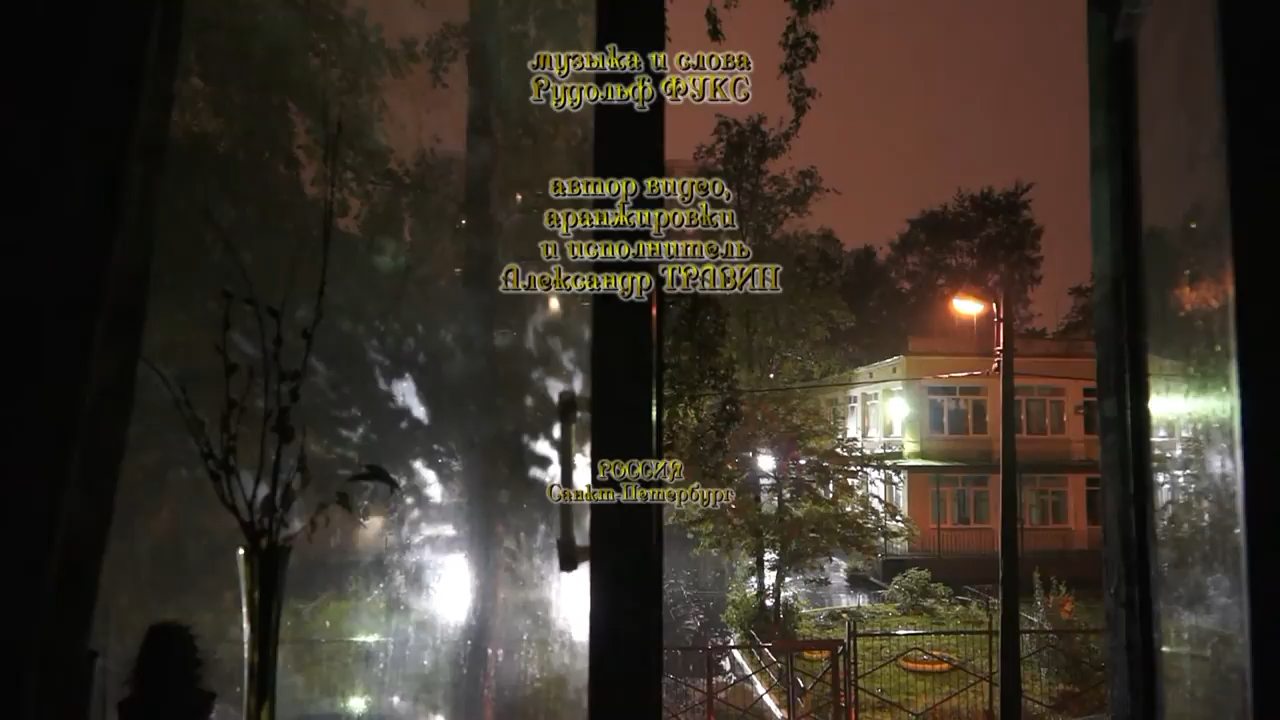 музыка и слова
Рудольф ФУКС
автор видео,
аранжировки
и исполнитель
Александр ТРАВИН
РОССИЯ
Санкт-Петербург